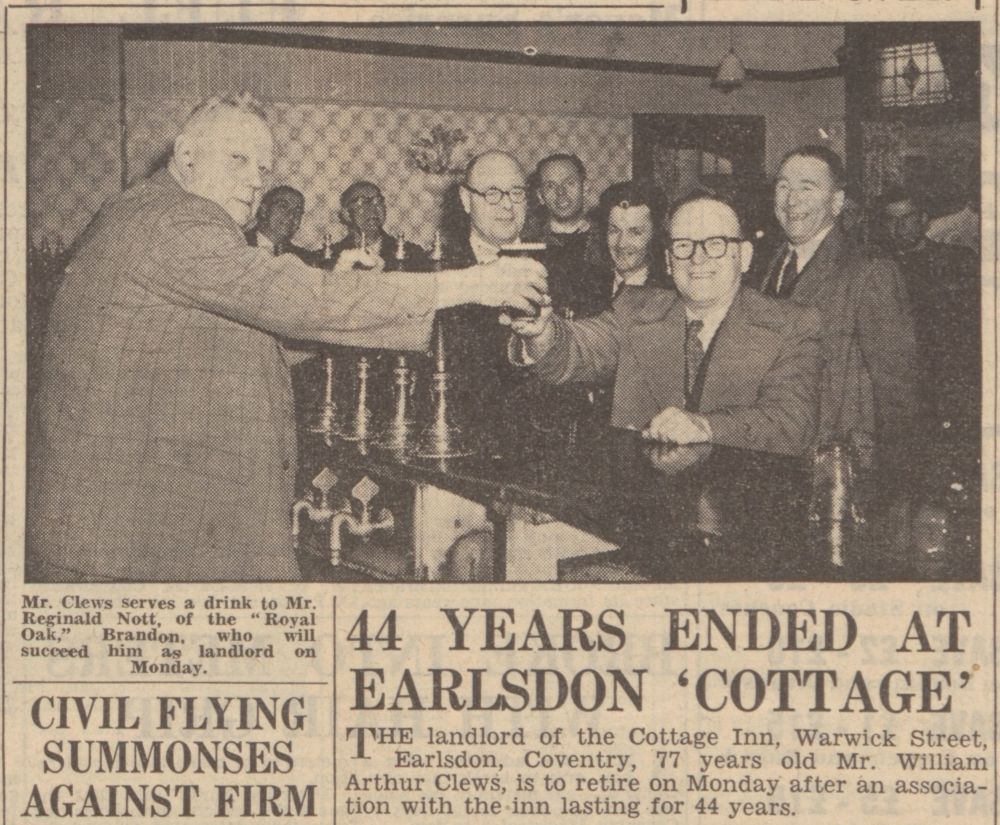 Mr. Clews serves a drink to Mr.
Reginald Nott, of the "Royal
Oak," Brandon, who will
succeed him as landlord on
Monday.
CIVIL FLYING
SUMMONSES
AGAINST FIRM
44 YEARS ENDED AT
EARLSDON 'COTTAGE'
THE landlord of the Cottage Inn, Warwick Street,
Earlsdon, Coventry, 77 years old Mr. William
Arthur Clews, is to retire on Monday after an associa-
tion with the inn lasting for 44 years.